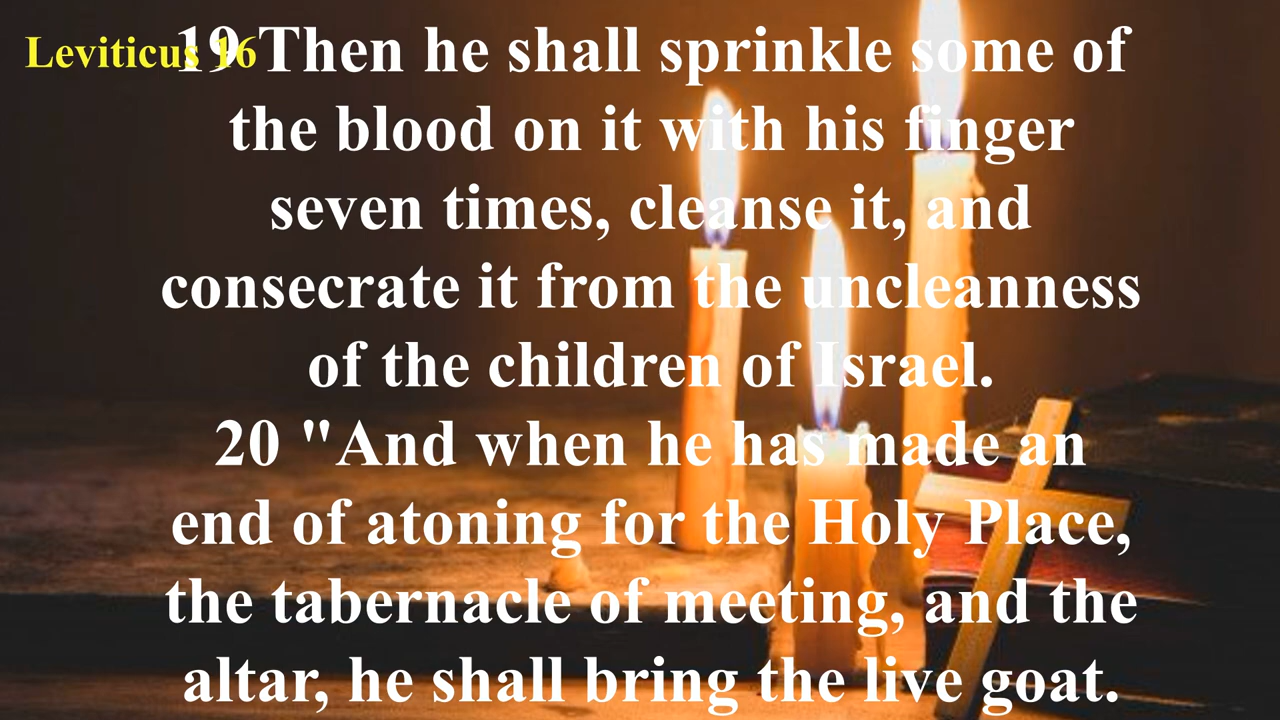 Leviticus 16
19 Then he shall sprinkle some of
the blood on it with his finger
seven times, cleanse it, and
consecrate it from the uncleanness
of the children of Israel.
20 "And when he has made an
end of atoning for the Holy Place,
the tabernacle of meeting, and the
altar, he shall bring the live goat.